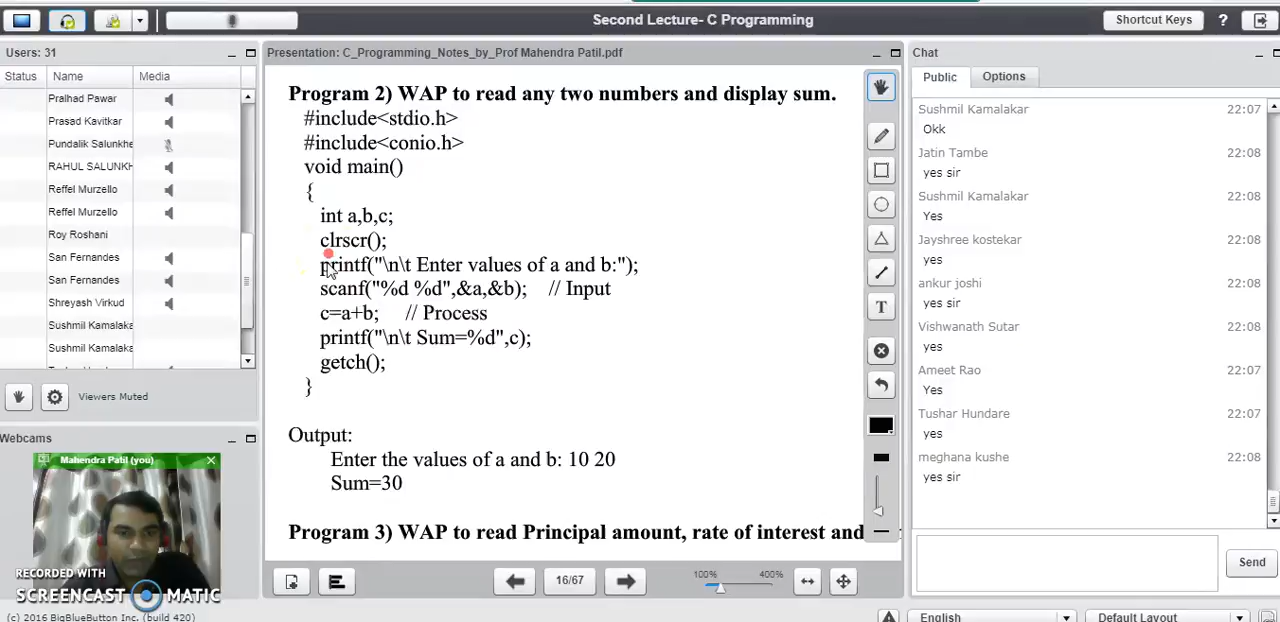 Second Lecture- C Programming
Shortcut Keys
?
Users: 31
Status Name Media
Pralhad Pawar
Prasad Kavitkar
Pundalik Salunkhe
RAHUL SALUNKH
Reffel Murzello
Reffel Murzello
Roy Roshani
San Fernandes
San Fernandes
Shreyash Virkud
Sushmil Kamalaka
Sushmil Kamalaka
Viewers Muted
Webcams
Mahendra Patil (you)
RECORDED WITH
SCREENCAST MATIC
(c) 2016 BigBlueButton Inc. (build 420)
Presentation: C_Programming_Notes_by_Prof Mahendra Patil.pdf
Program 2) WAP to read any two numbers and display sum.
#include<stdio.h>
#include<conio.h>
void main()
{
int a,b,c;
clrscr();
printf("\n\t Enter values of a and b:");
scanf("%d %d",&a,&b); // Input
c=a+b; // Process
printf("\n\t Sum=%d",c);
getch();
}
Output:
Enter the values of a and b: 10 20
Sum=30
Program 3) WAP to read Principal amount, rate of interest and
T
16/67
100% 400%
Chat
Public Options
Sushmil Kamalakar 22:07
Okk
Jatin Tambe 22:08
yes sir
Sushmil Kamalakar 22:08
Yes
Jayshree kostekar 22:08
yes
ankur joshi 22:08
yes sir
Vishwanath Sutar 22:08
yes
Ameet Rao 22:07
Yes
Tushar Hundare 22:07
yes
meghana kushe 22:08
yes sir
Send
English
Default Layout